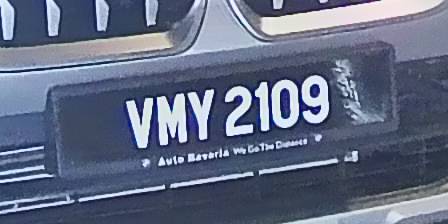 VMY 2109
Auto Bavaria We Go The Distance